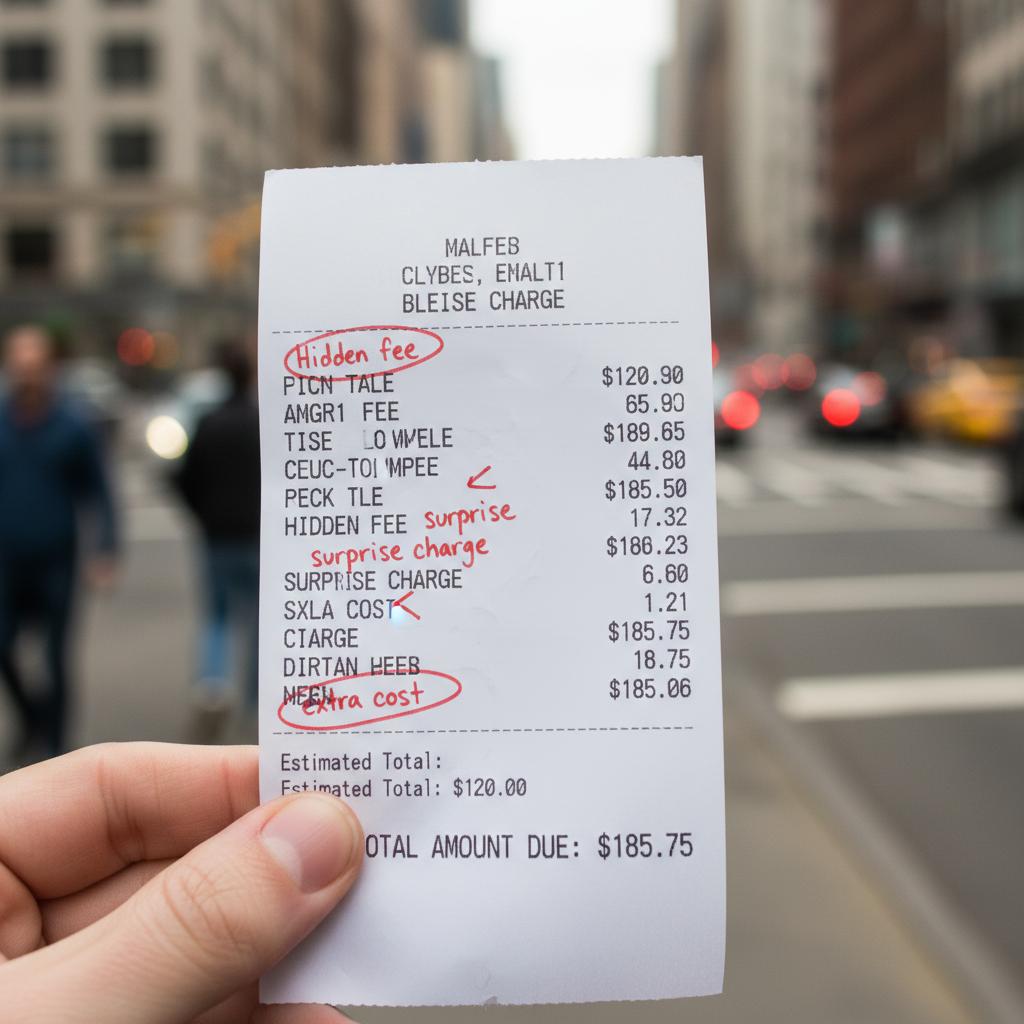 MALFEB
CLYBES, EMALT1
BLEISE CHARGE
Hidden fee
PICN TALE $120.90
AMGR1 FEE 65.90
TISE LO $189.65
44.80
PECK TLE $185.50
HIDDEN FEE surprise 17.32
surprise charge $186.23
SURPRISE CHARGE 6.60
SXLA COST 1.21
CIARGE $185.75
DIRTAN HEEB 18.75
extra cost $185.06
Estimated Total:
Estimated Total: $120.00
OTAL AMOUNT DUE: $185.75